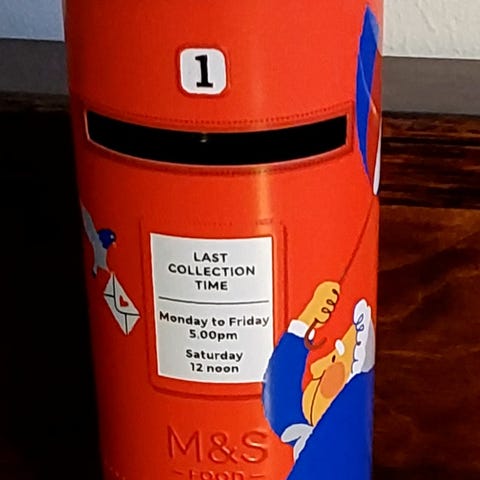 1
LAST
COLLECTION
TIME
Monday to Friday
5.00pm
Saturday
12 noon
M&S
FOOD